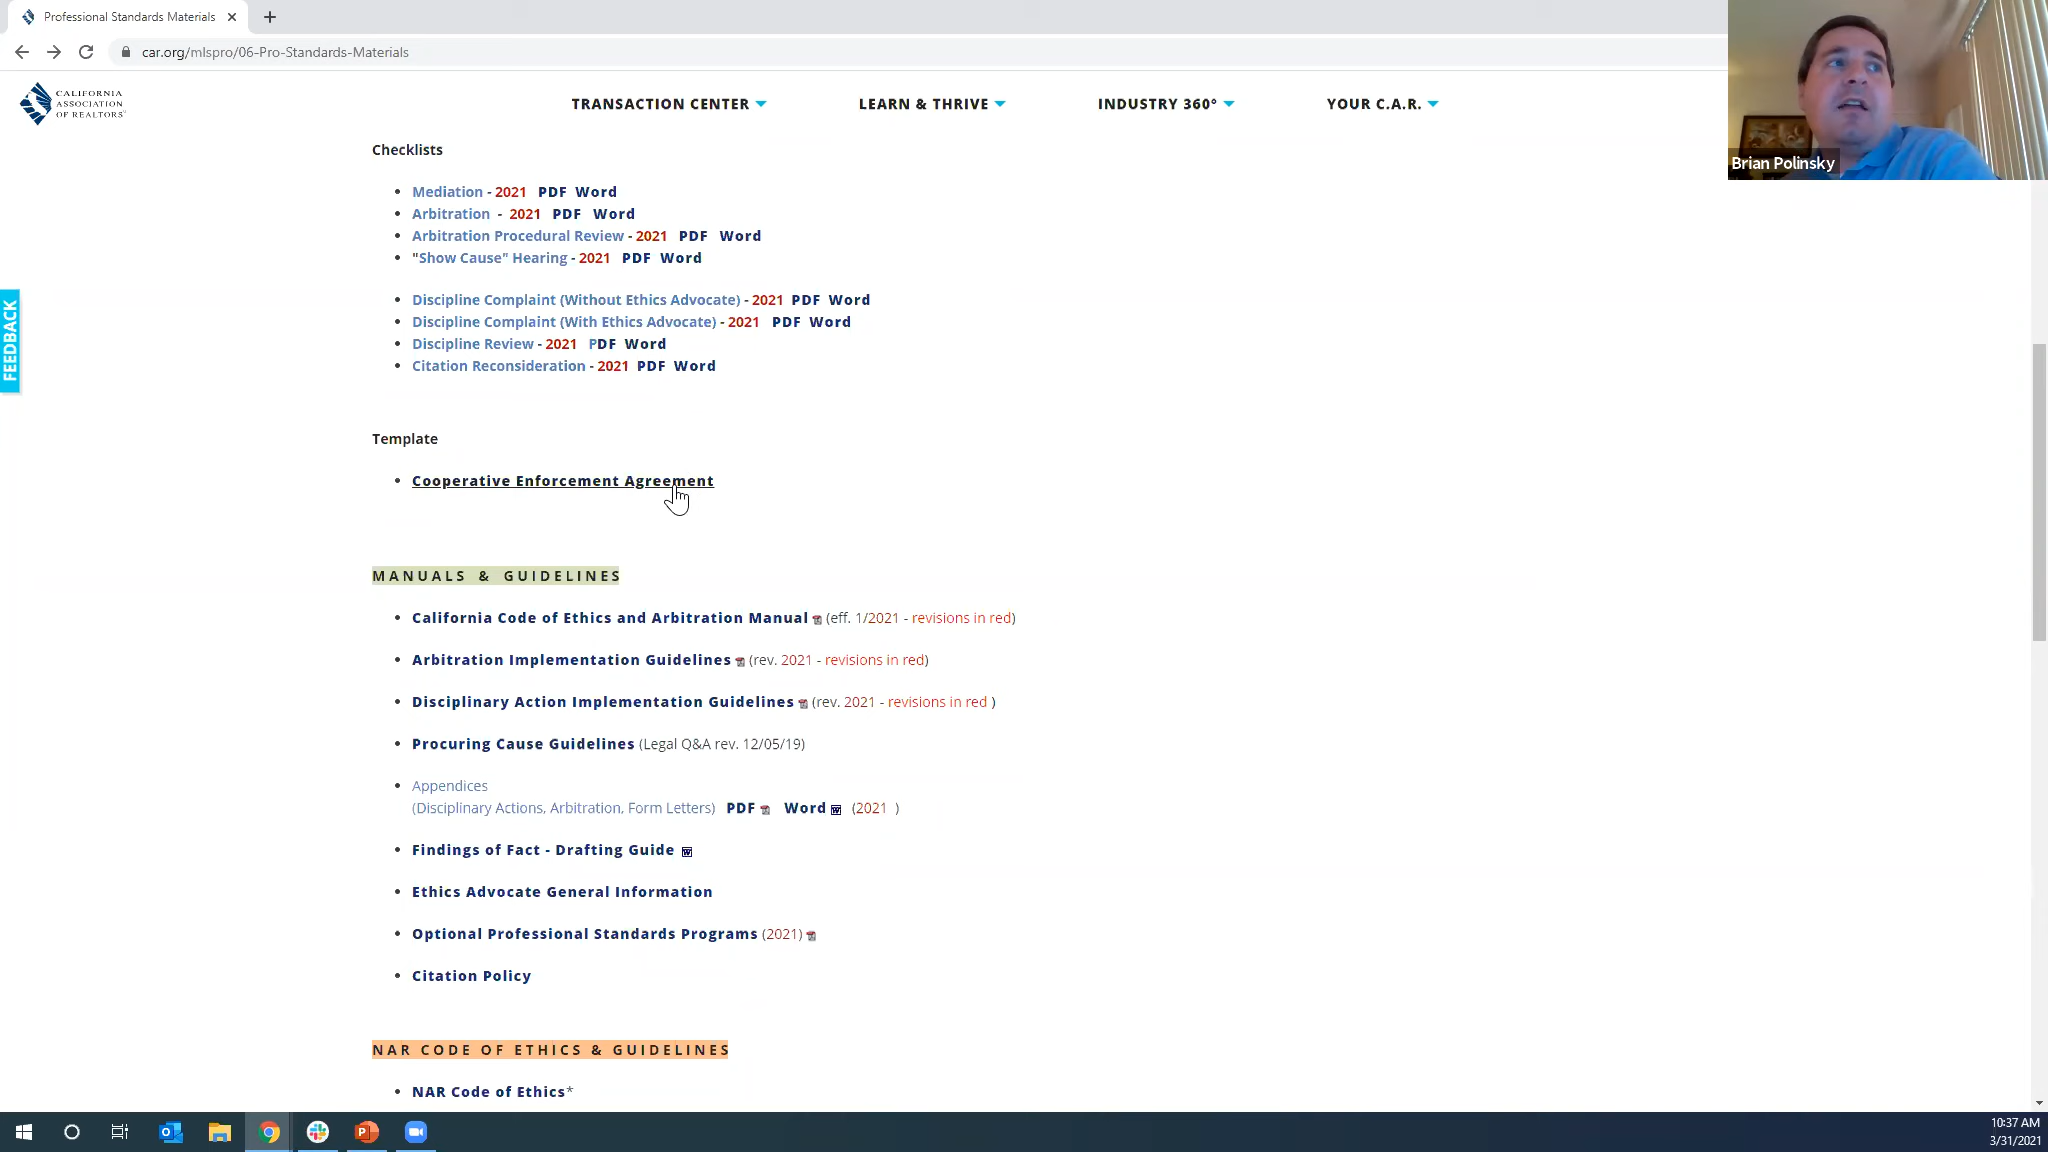 Professional Standards Materials
car.org/mlspro/06-Pro-Standards-Materials
CALIFORNIA
ASSOCIATION
OF REALTORS®
TRANSACTION CENTER
LEARN & THRIVE
INDUSTRY 360°
YOUR C.A.R.
Brian Polinsky
FEEDBACK
Checklists
• Mediation - 2021 PDF Word
• Arbitration - 2021 PDF Word
• Arbitration Procedural Review - 2021 PDF Word
• "Show Cause" Hearing - 2021 PDF Word
• Discipline Complaint (Without Ethics Advocate) - 2021 PDF Word
• Discipline Complaint (With Ethics Advocate) - 2021 PDF Word
• Discipline Review - 2021 PDF Word
• Citation Reconsideration - 2021 PDF Word
Template
• Cooperative Enforcement Agreement
MANUALS & GUIDELINES
• California Code of Ethics and Arbitration Manual (eff. 1/2021 - revisions in red)
• Arbitration Implementation Guidelines (rev. 2021 - revisions in red)
• Disciplinary Action Implementation Guidelines (rev. 2021 - revisions in red )
• Procuring Cause Guidelines (Legal Q&A rev. 12/05/19)
• Appendices
(Disciplinary Actions, Arbitration, Form Letters) PDF Word (2021 )
• Findings of Fact - Drafting Guide
• Ethics Advocate General Information
• Optional Professional Standards Programs (2021)
• Citation Policy
NAR CODE OF ETHICS & GUIDELINES
• NAR Code of Ethics*
10:37 AM
3/31/2021